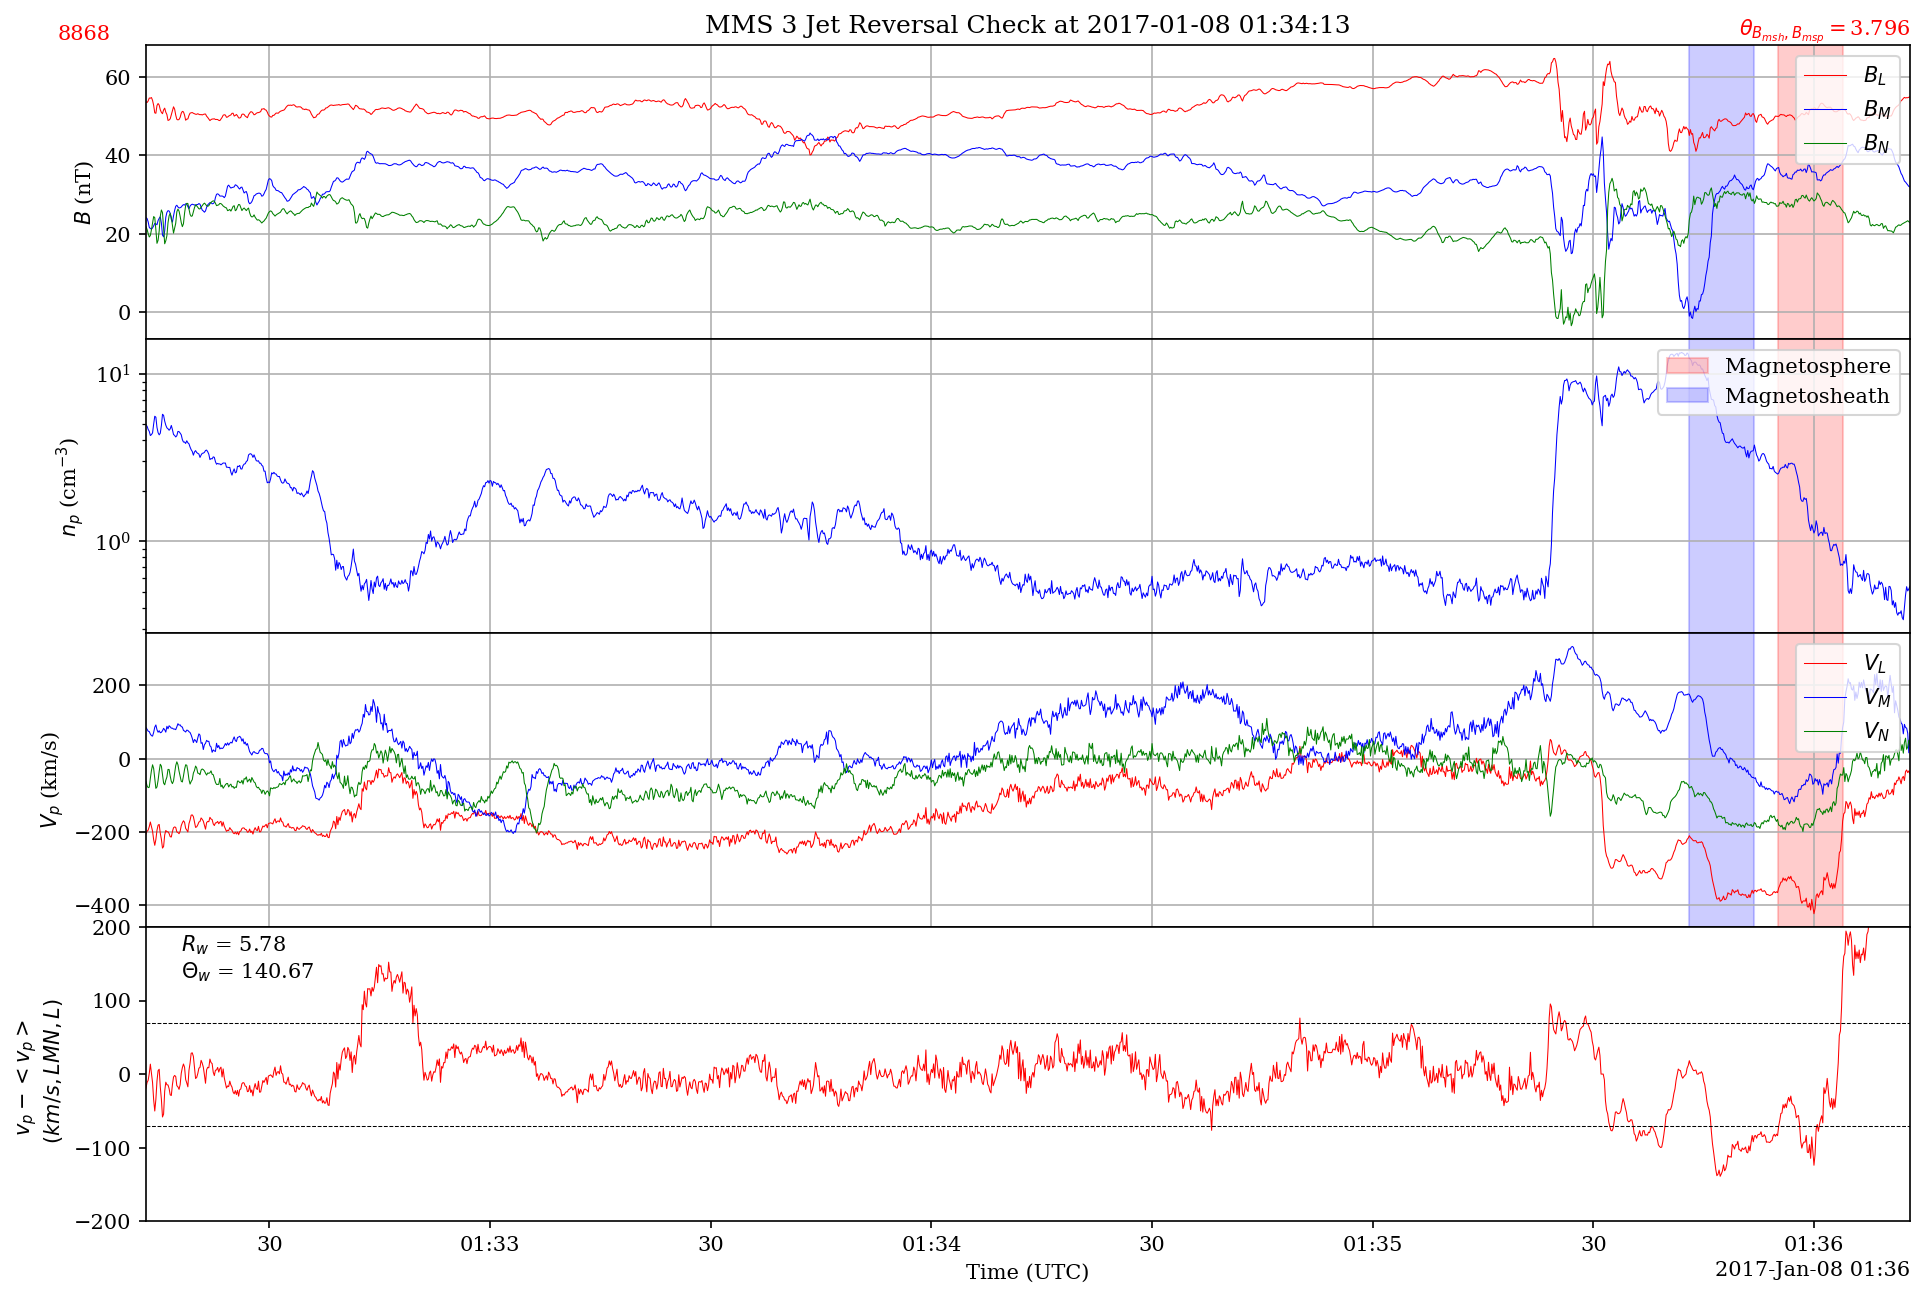 MMS 3 Jet Reversal Check at 2017-01-08 01:34:13
8868
θ_{B_{msh}, B_{msp}} = 3.796
60
40
20
0
B (nT)
B_L
B_M
B_N
10^1
10^0
n_p (cm^{-3})
Magnetosphere
Magnetosheath
200
0
−200
−400
V_p (km/s)
V_L
V_M
V_N
200
100
0
−100
−200
v_p − < v_p >
(km/s, LMN, L)
R_w = 5.78
Θ_w = 140.67
30
01:33
30
01:34
30
01:35
30
01:36
Time (UTC)
2017-Jan-08 01:36